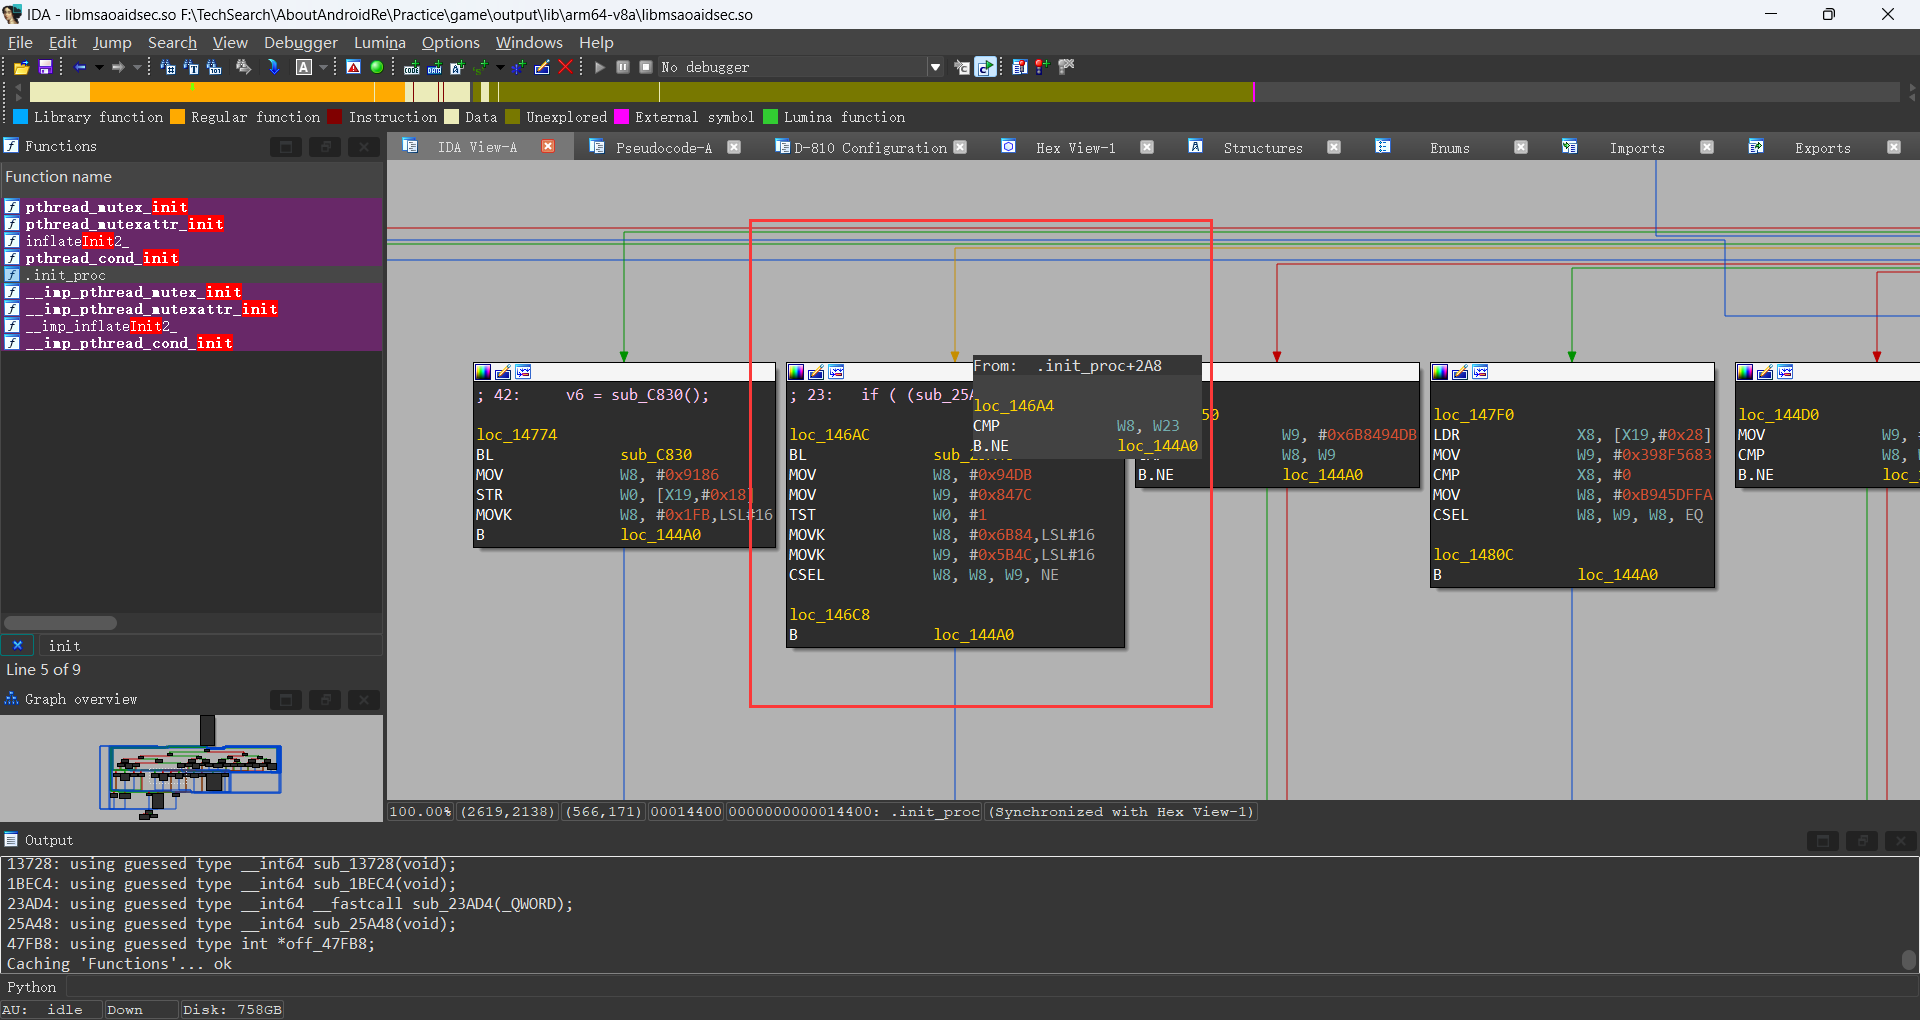 IDA - libmsaoaidsec.so F:\TechSearch\AboutAndroidRe\Practice\game\output\lib\arm64-v8a\libmsaoaidsec.so
File Edit Jump Search View Debugger Lumina Options Windows Help
No debugger
Library function Regular function Instruction Data Unexplored External symbol Lumina function
Functions
IDA View-A Pseudocode-A D-810 Configuration Hex View-1 Structures Enums Imports Exports
Function name
pthread_mutex_init
pthread_mutexattr_init
inflateInit2_
pthread_cond_init
.init_proc
__imp_pthread_mutex_init
__imp_pthread_mutexattr_init
__imp_inflateInit2_
__imp_pthread_cond_init
init
Line 5 of 9
Graph overview
; 42: v6 = sub_C830();
loc_14774
BL sub_C830
MOV W8, #0x9186
STR W0, [X19,#0x18]
MOVK W8, #0x1FB,LSL#16
B loc_144A0
; 23: if ( (sub_25A
loc_146AC
BL sub_
MOV W8, #0x94DB
MOV W9, #0x847C
TST W0, #1
MOVK W8, #0x6B84,LSL#16
MOVK W9, #0x5B4C,LSL#16
CSEL W8, W8, W9, NE
loc_146C8
B loc_144A0
From: .init_proc+2A8
loc_146A4
CMP W8, W23
B.NE loc_144A0
50
W9, #0x6B8494DB
W8, W9
B.NE loc_144A0
loc_147F0
LDR X8, [X19,#0x28]
MOV W9, #0x398F5683
CMP X8, #0
MOV W8, #0xB945DFFA
CSEL W8, W9, W8, EQ
loc_1480C
B loc_144A0
loc_144D0
MOV W9,
CMP W8,
B.NE loc_
100.00% (2619,2138) (566,171) 00014400 0000000000014400: .init_proc (Synchronized with Hex View-1)
Output
13728: using guessed type __int64 sub_13728(void);
1BEC4: using guessed type __int64 sub_1BEC4(void);
23AD4: using guessed type __int64 __fastcall sub_23AD4(_QWORD);
25A48: using guessed type __int64 sub_25A48(void);
47FB8: using guessed type int *off_47FB8;
Caching 'Functions'... ok
Python
AU: idle Down Disk: 758GB